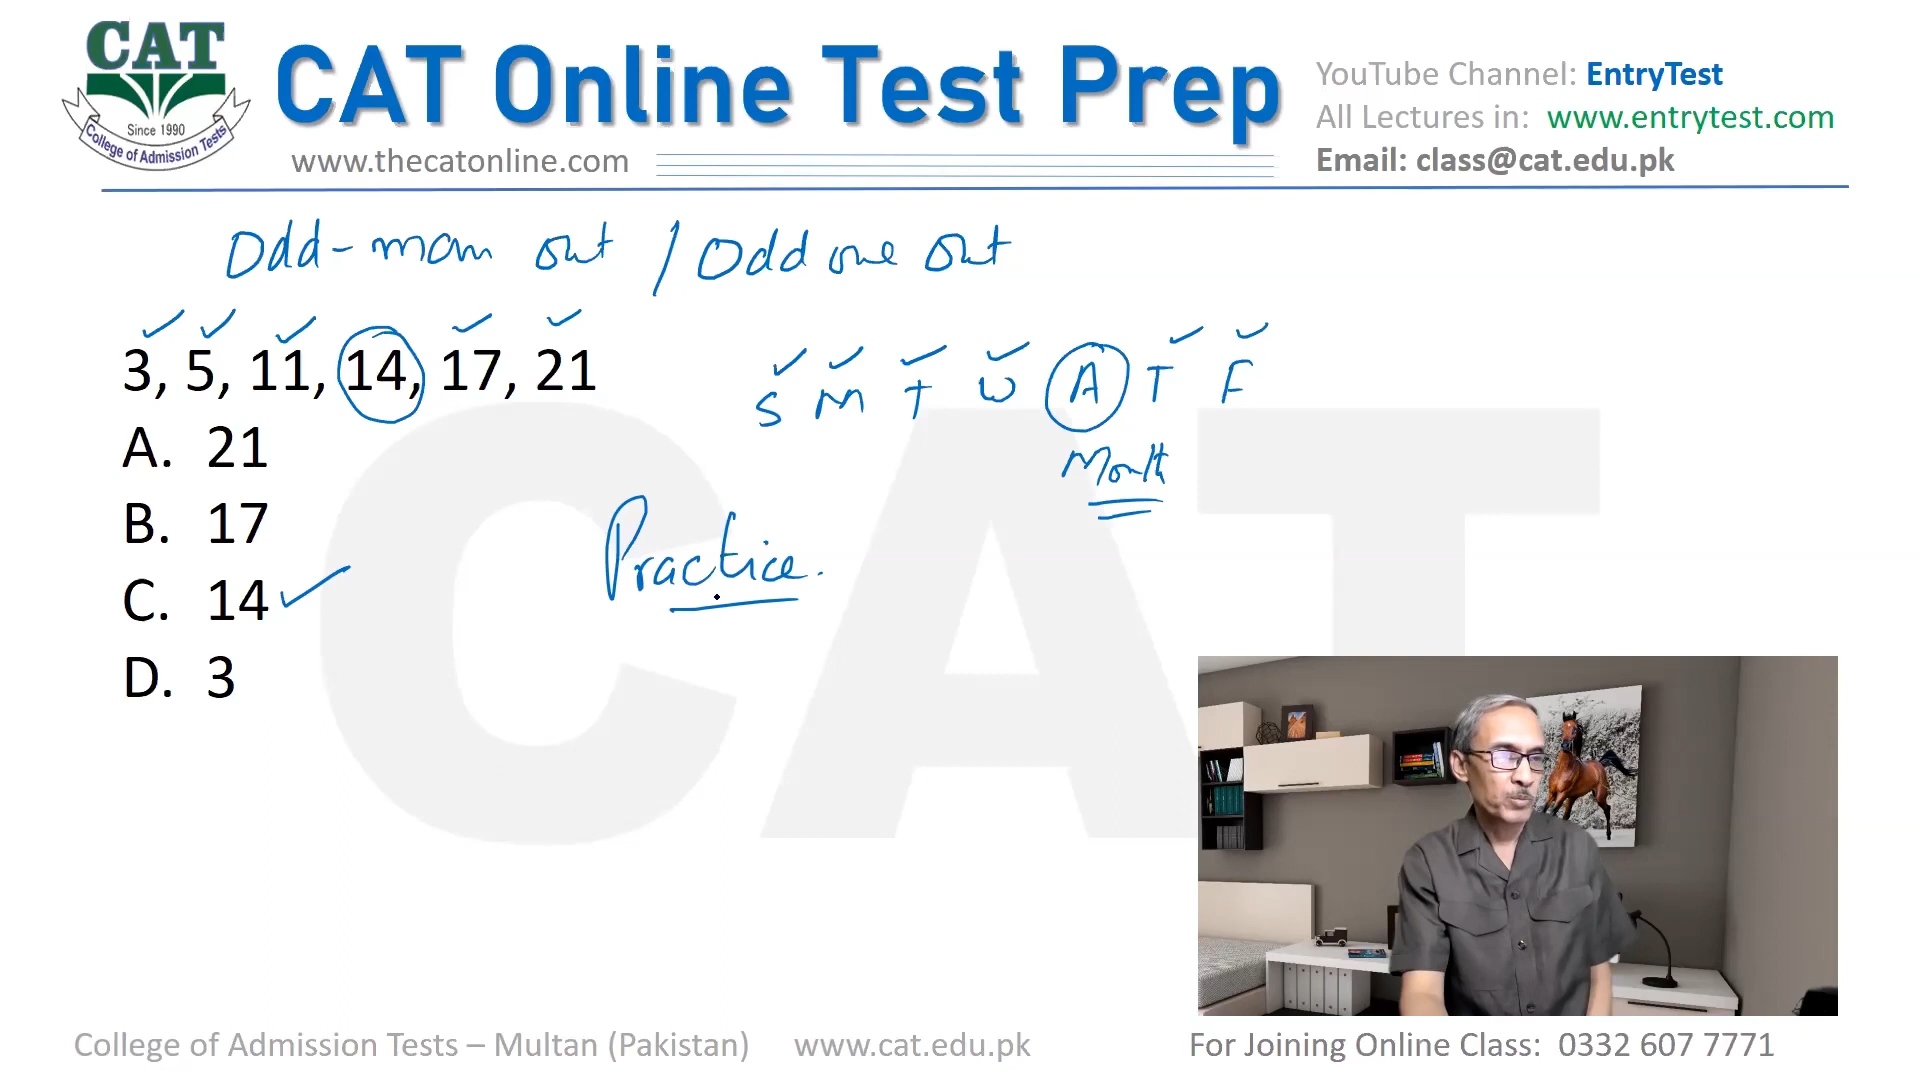 CAT
Since 1990
College of Admission Tests
CAT Online Test Prep
www.thecatonline.com
YouTube Channel: EntryTest
All Lectures in: www.entrytest.com
Email: class@cat.edu.pk
Odd-man out / Odd one out
3, 5, 11, 14, 17, 21
S M T W A T F
Month
A. 21
B. 17
C. 14
D. 3
Practice.
CAT
College of Admission Tests – Multan (Pakistan) www.cat.edu.pk
For Joining Online Class: 0332 607 7771